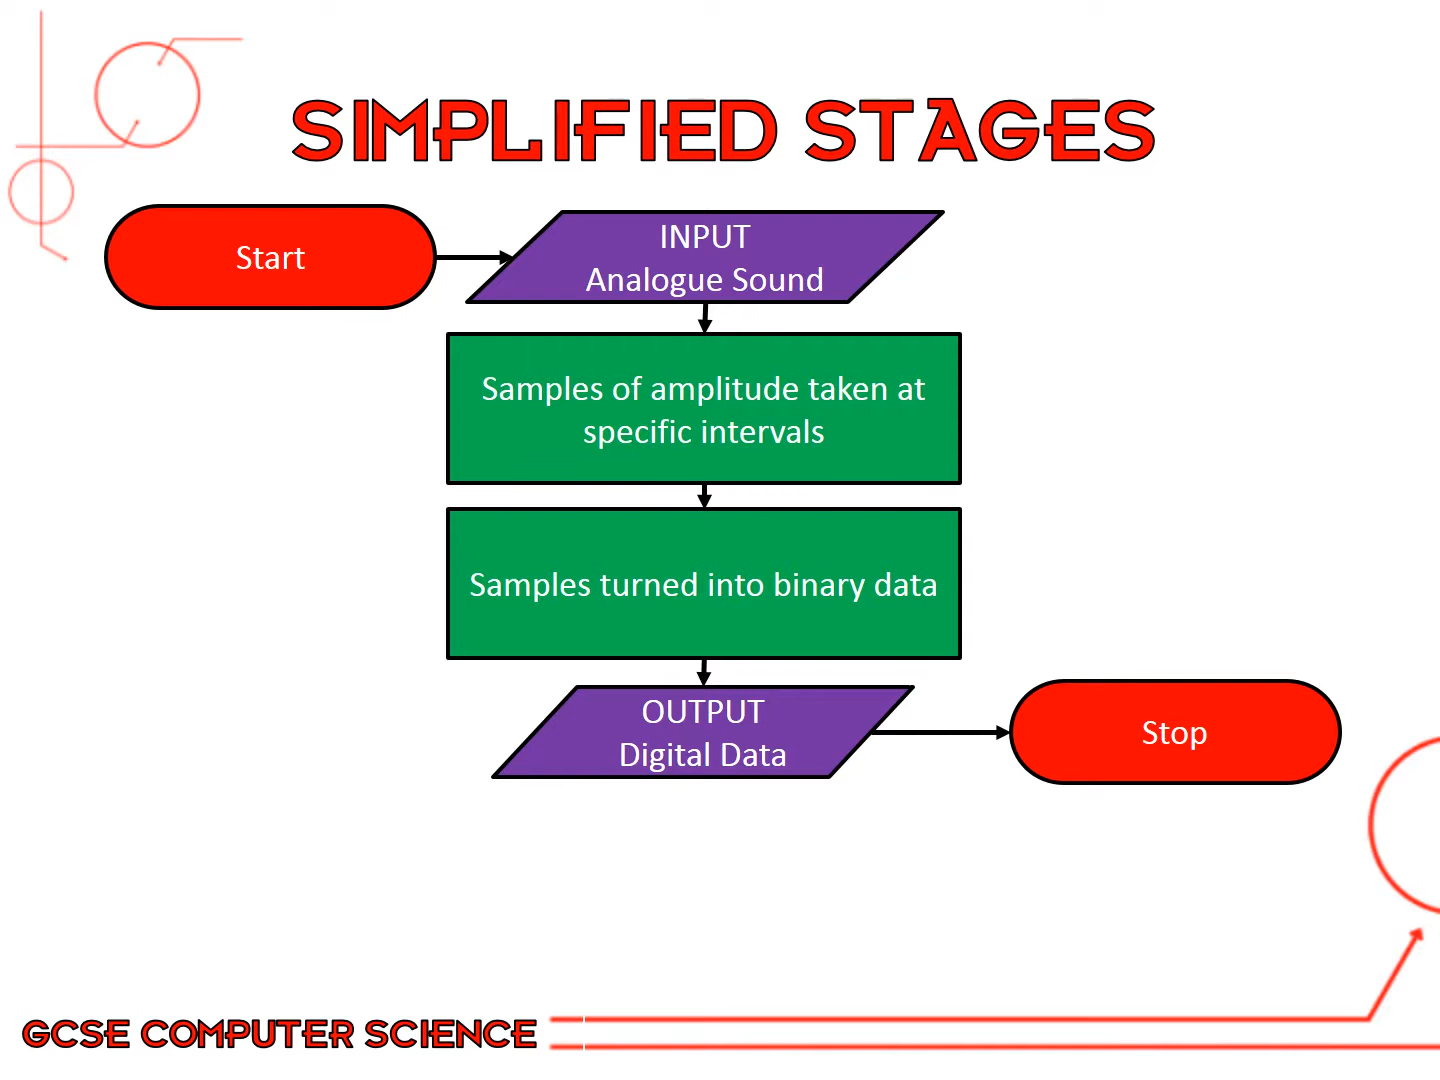 SIMPLIFIED STAGES
Start
INPUT
Analogue Sound
Samples of amplitude taken at
specific intervals
Samples turned into binary data
OUTPUT
Digital Data
Stop
GCSE COMPUTER SCIENCE